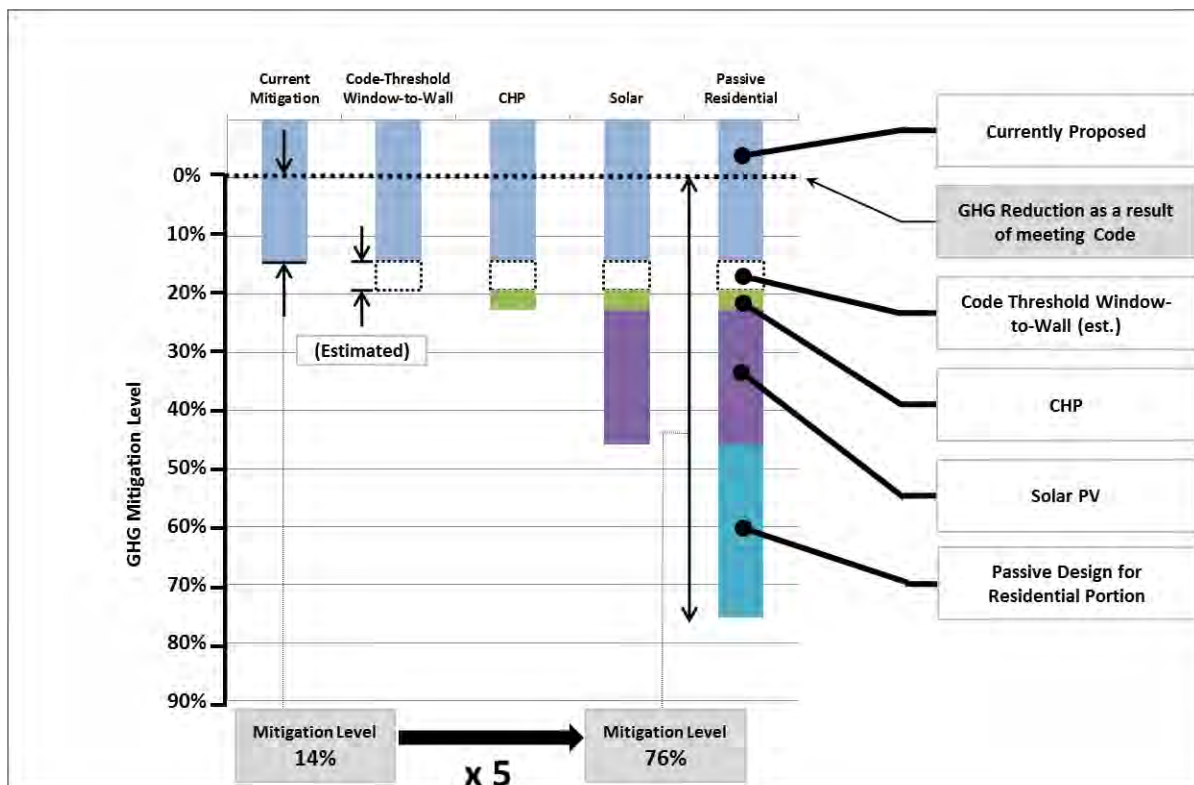 Current
Mitigation
Code-Threshold
Window-to-Wall
CHP
Solar
Passive
Residential
0%
10%
20%
30%
40%
50%
60%
70%
80%
90%
GHG Mitigation Level
(Estimated)
Currently Proposed
GHG Reduction as a result
of meeting Code
Code Threshold Window-
to-Wall (est.)
CHP
Solar PV
Passive Design for
Residential Portion
Mitigation Level
14%
x 5
Mitigation Level
76%